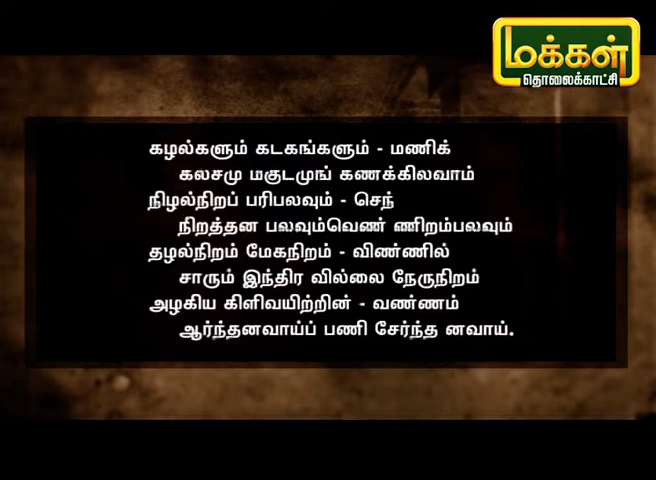 மக்கள்
தொலைக்காட்சி
கழல்களும் கடகங்களும் - மணிக்
கலசமு மகுடமுங் கணக்கிலவாம்
நிழல்நிறப் பரிபலவும் - செந்
நிறத்தன பலவும்வெண் ணிறம்பலவும்
தழல்நிறம் மேகநிறம் - விண்ணில்
சாரும் இந்திர வில்லை நேருநிறம்
அழகிய கிளிவயிற்றின் - வண்ணம்
ஆர்ந்தனவாய்ப் பணி சேர்ந்த னவாய்.